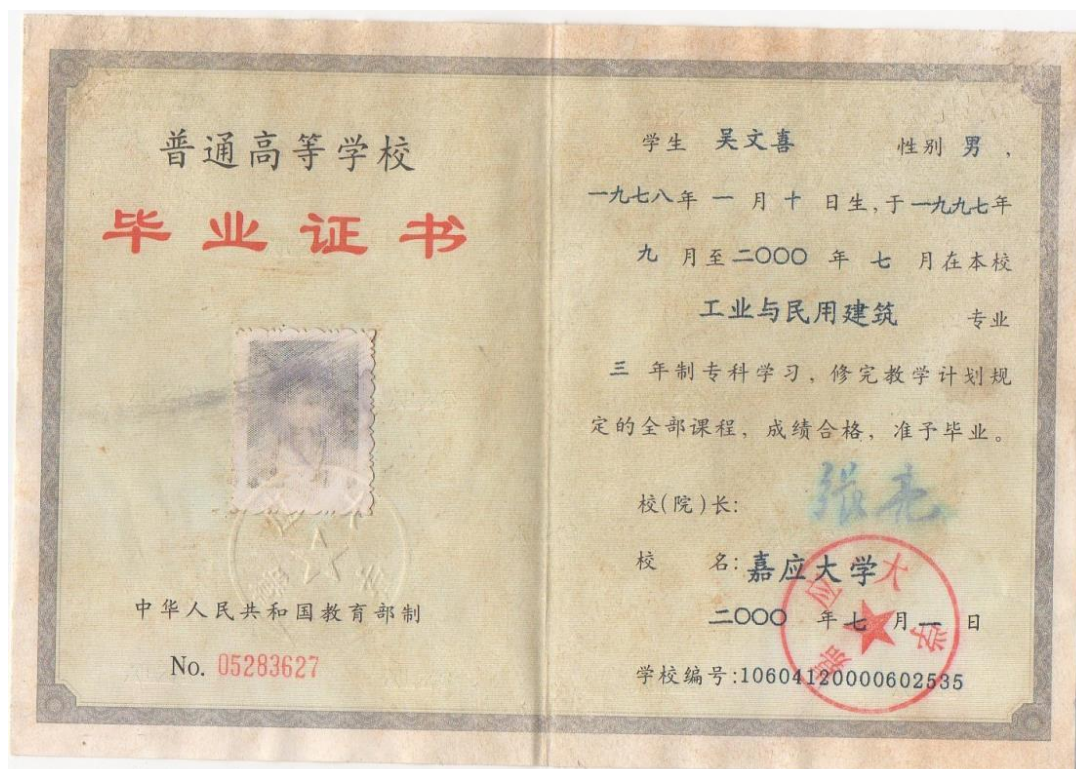 普通高等学校
毕业证书
中华人民共和国教育部制
No. 05283627
学生 吴文喜 性别 男，
一九七八年 一 月 十 日生,于一九九七年
九 月至二〇〇〇 年 七 月在本校
工业与民用建筑 专业
三 年制专科学习，修完教学计划规
定的全部课程，成绩合格，准予毕业。
校(院)长: 张亮
校 名: 嘉应大学
二〇〇〇 年 七 月 一 日
学校编号:10604120000602535
嘉应大学